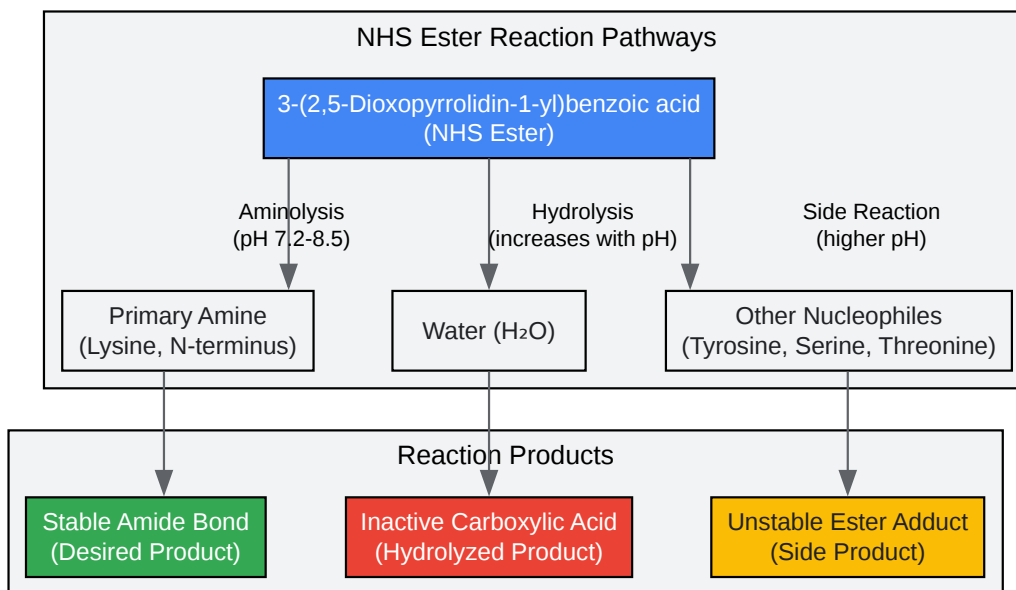 NHS Ester Reaction Pathways
3-(2,5-Dioxopyrrolidin-1-yl)benzoic acid
(NHS Ester)
Aminolysis
(pH 7.2-8.5)
Hydrolysis
(increases with pH)
Side Reaction
(higher pH)
Primary Amine
(Lysine, N-terminus)
Water (H₂O)
Other Nucleophiles
(Tyrosine, Serine, Threonine)
Reaction Products
Stable Amide Bond
(Desired Product)
Inactive Carboxylic Acid
(Hydrolyzed Product)
Unstable Ester Adduct
(Side Product)